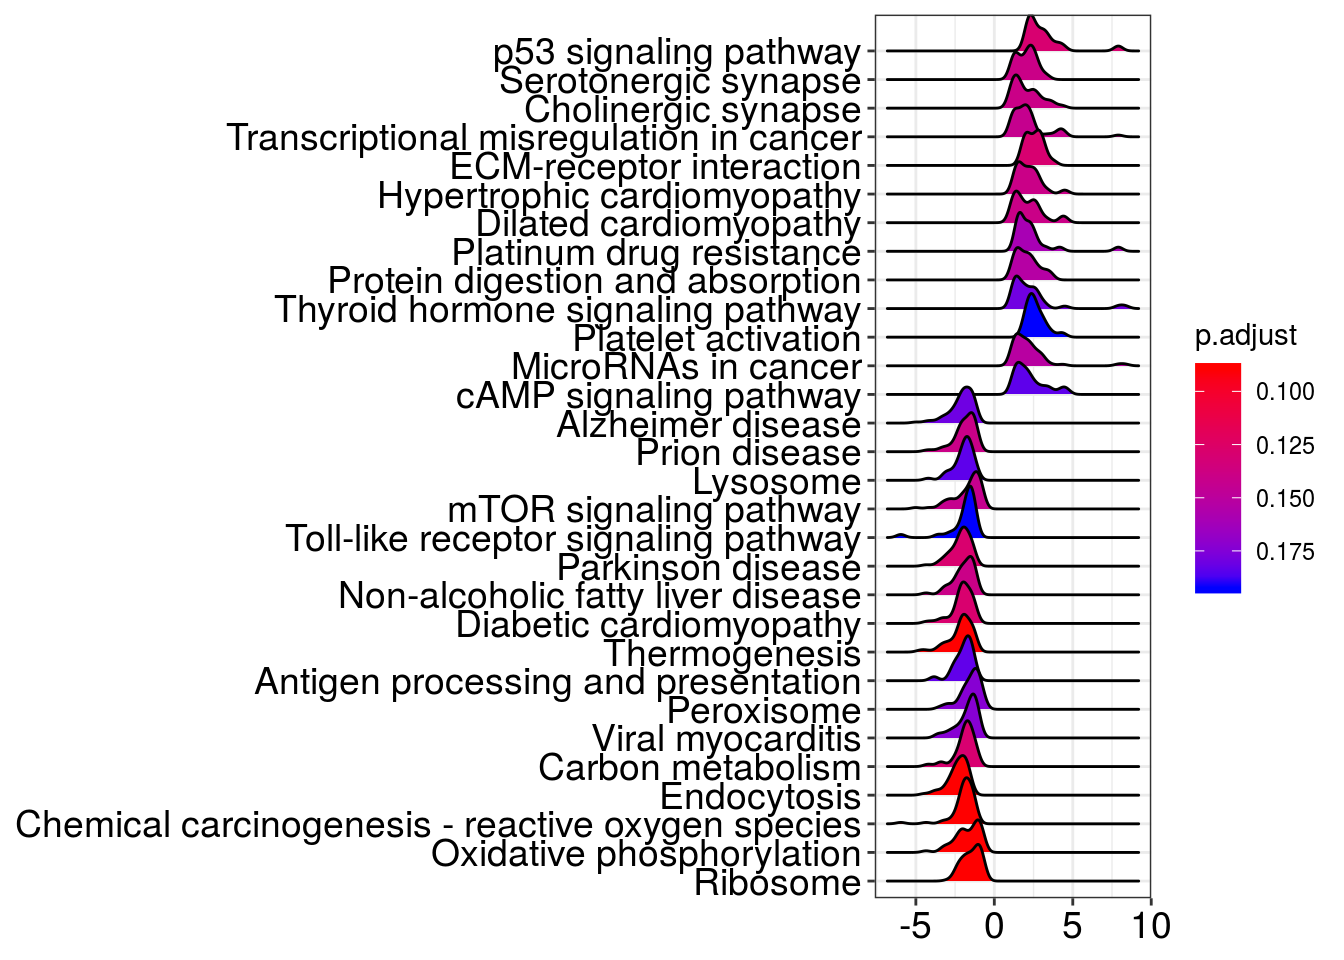 p53 signaling pathway
Serotonergic synapse
Cholinergic synapse
Transcriptional misregulation in cancer
ECM-receptor interaction
Hypertrophic cardiomyopathy
Dilated cardiomyopathy
Platinum drug resistance
Protein digestion and absorption
Thyroid hormone signaling pathway
Platelet activation
MicroRNAs in cancer
cAMP signaling pathway
Alzheimer disease
Prion disease
Lysosome
mTOR signaling pathway
Toll-like receptor signaling pathway
Parkinson disease
Non-alcoholic fatty liver disease
Diabetic cardiomyopathy
Thermogenesis
Antigen processing and presentation
Peroxisome
Viral myocarditis
Carbon metabolism
Endocytosis
Chemical carcinogenesis - reactive oxygen species
Oxidative phosphorylation
Ribosome
-5 0 5 10
p.adjust
0.100
0.125
0.150
0.175